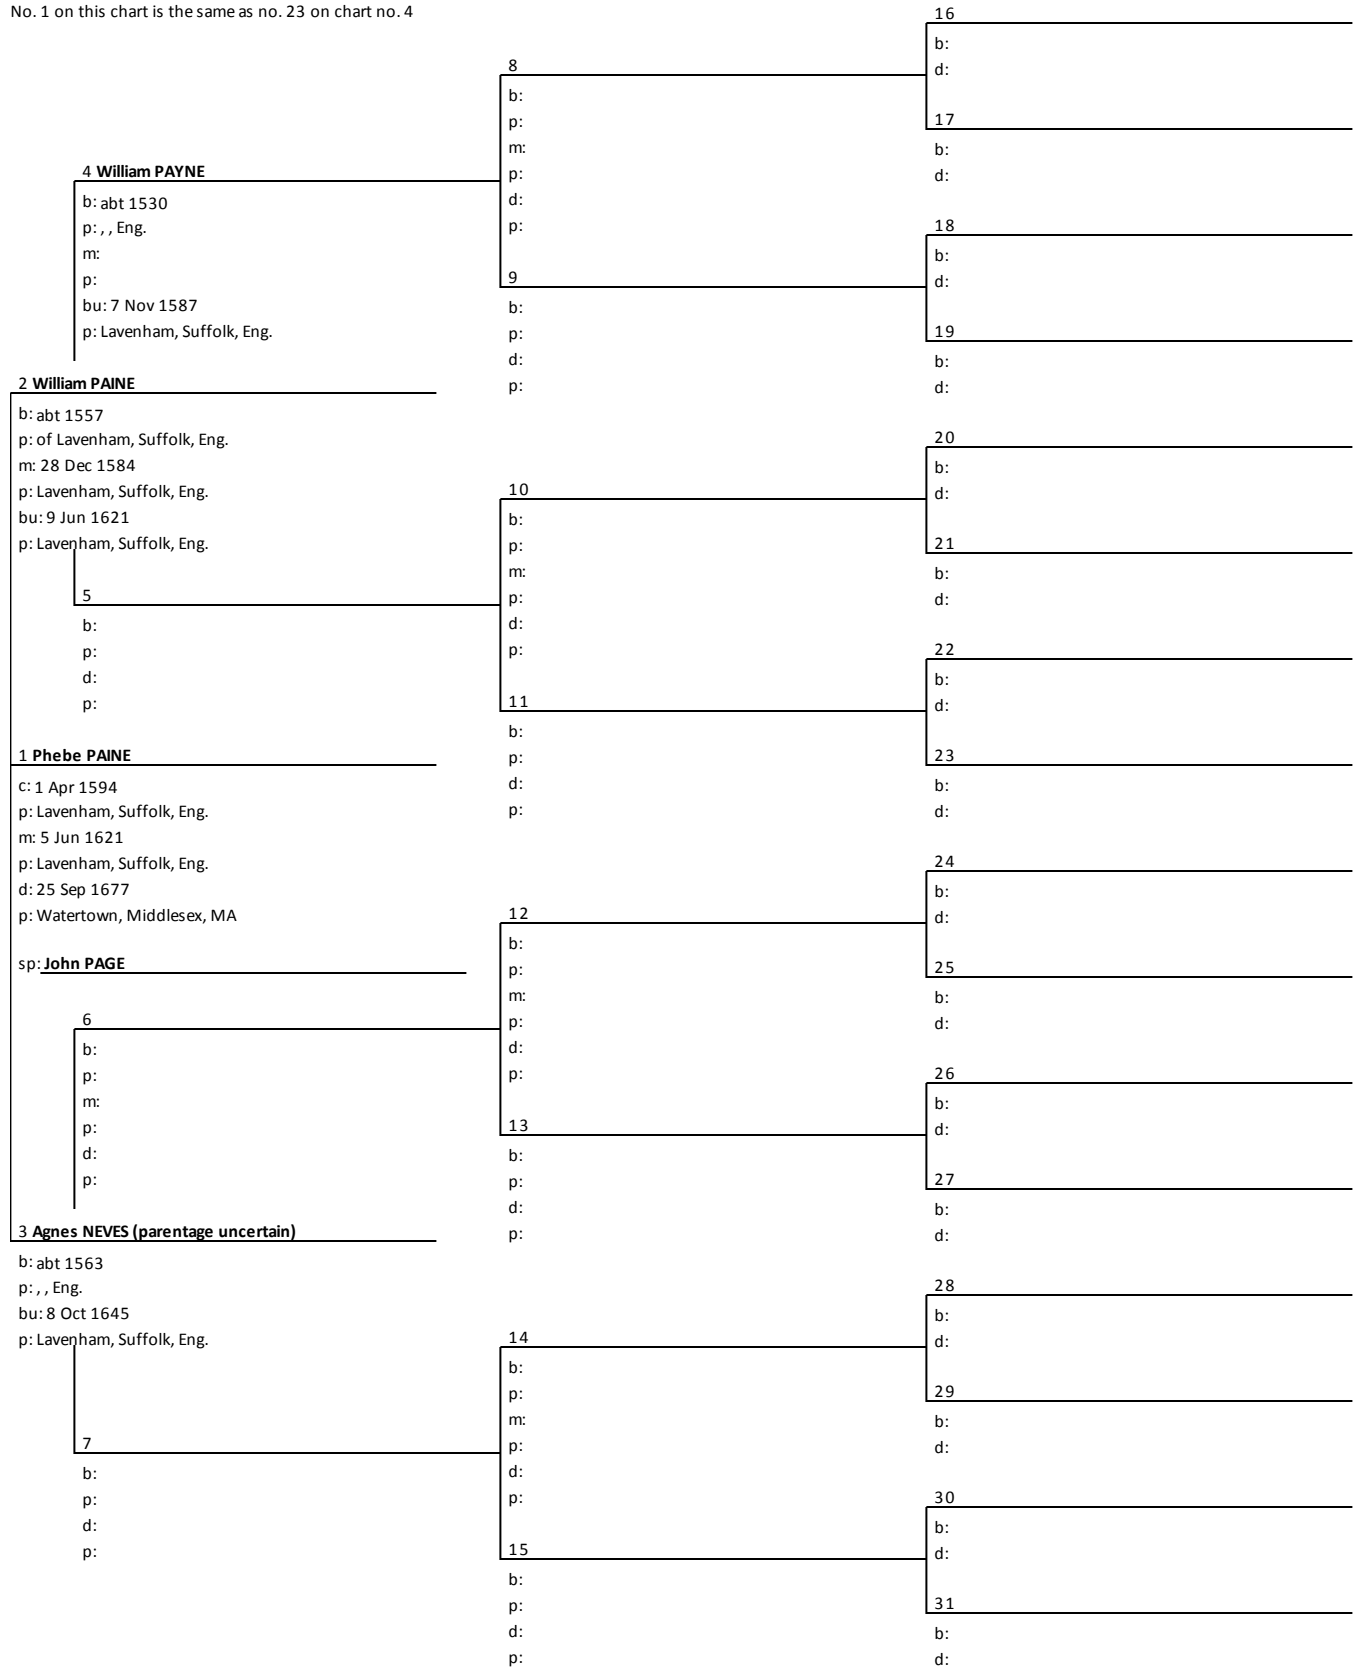 No. 1 on this chart is the same as no. 23 on chart no. 4
4 William PAYNE
b: abt 1530
p: , , Eng.
m:
p:
bu: 7 Nov 1587
p: Lavenham, Suffolk, Eng.
2 William PAINE
b: abt 1557
p: of Lavenham, Suffolk, Eng.
m: 28 Dec 1584
p: Lavenham, Suffolk, Eng.
bu: 9 Jun 1621
p: Lavenham, Suffolk, Eng.
5
b:
p:
d:
p:
1 Phebe PAINE
c: 1 Apr 1594
p: Lavenham, Suffolk, Eng.
m: 5 Jun 1621
p: Lavenham, Suffolk, Eng.
d: 25 Sep 1677
p: Watertown, Middlesex, MA
sp: John PAGE
6
b:
p:
m:
p:
d:
p:
3 Agnes NEVES (parentage uncertain)
b: abt 1563
p: , , Eng.
bu: 8 Oct 1645
p: Lavenham, Suffolk, Eng.
7
b:
p:
d:
p:
8
b:
p:
m:
p:
d:
p:
9
b:
p:
d:
p:
10
b:
p:
m:
p:
d:
p:
11
b:
p:
d:
p:
12
b:
p:
m:
p:
d:
p:
13
b:
p:
d:
p:
14
b:
p:
m:
p:
d:
p:
15
b:
p:
d:
p:
16
b:
d:
17
b:
d:
18
b:
d:
19
b:
d:
20
b:
d:
21
b:
d:
22
b:
d:
23
b:
d:
24
b:
d:
25
b:
d:
26
b:
d:
27
b:
d:
28
b:
d:
29
b:
d:
30
b:
d:
31
b:
d: